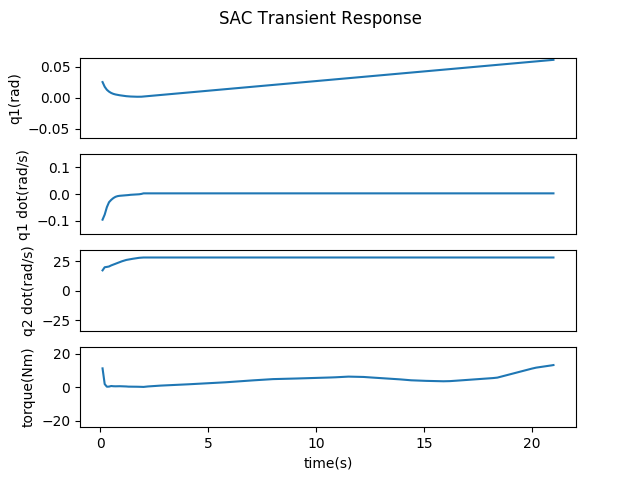 SAC Transient Response
q1(rad)
0.05
0.00
−0.05
q1 dot(rad/s)
0.1
0.0
−0.1
q2 dot(rad/s)
25
0
−25
torque(Nm)
20
0
−20
0 5 10 15 20
time(s)